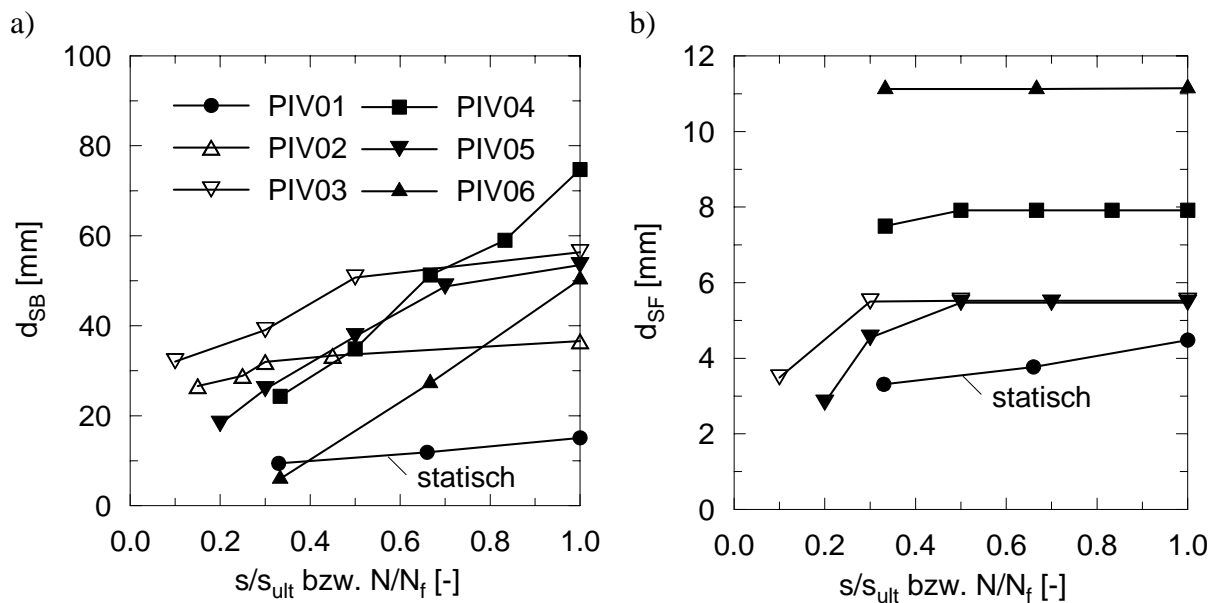 a)
100
80
60
40
20
0
d_SB [mm]
PIV01
PIV02
PIV03
PIV04
PIV05
PIV06
statisch
0.0 0.2 0.4 0.6 0.8 1.0
s/s_ult bzw. N/N_f [-]
b)
12
10
8
6
4
2
0
d_SF [mm]
statisch
0.0 0.2 0.4 0.6 0.8 1.0
s/s_ult bzw. N/N_f [-]